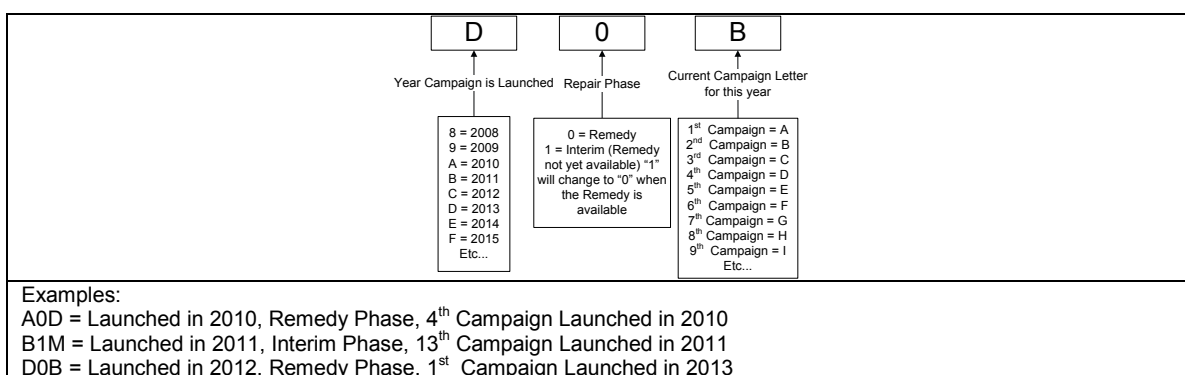 D 0 B
Year Campaign is Launched
Repair Phase
Current Campaign Letter
for this year
8 = 2008
9 = 2009
A = 2010
B = 2011
C = 2012
D = 2013
E = 2014
F = 2015
Etc...
0 = Remedy
1 = Interim (Remedy
not yet available) “1”
will change to “0” when
the Remedy is
available
1st Campaign = A
2nd Campaign = B
3rd Campaign = C
4th Campaign = D
5th Campaign = E
6th Campaign = F
7th Campaign = G
8th Campaign = H
9th Campaign = I
Etc...
Examples:
A0D = Launched in 2010, Remedy Phase, 4th Campaign Launched in 2010
B1M = Launched in 2011, Interim Phase, 13th Campaign Launched in 2011
D0B = Launched in 2012, Remedy Phase, 1st Campaign Launched in 2013